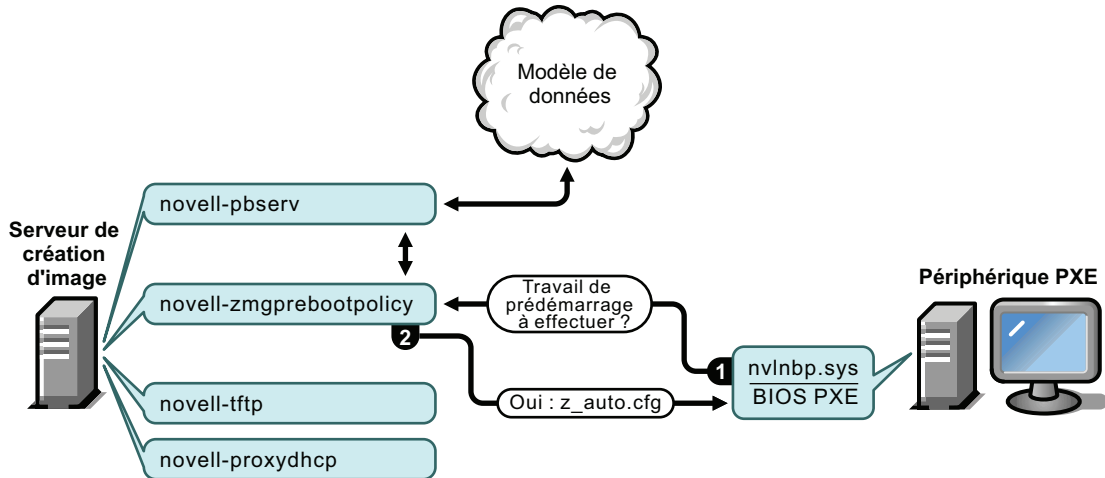 Modèle de
données
novell-pbserv
Serveur de
création
d'image
novell-zmgprebootpolicy
Travail de
prédémarrage
à effectuer ?
Périphérique PXE
2
1
nvlnbp.sys
BIOS PXE
Oui : z_auto.cfg
novell-tftp
novell-proxydhcp